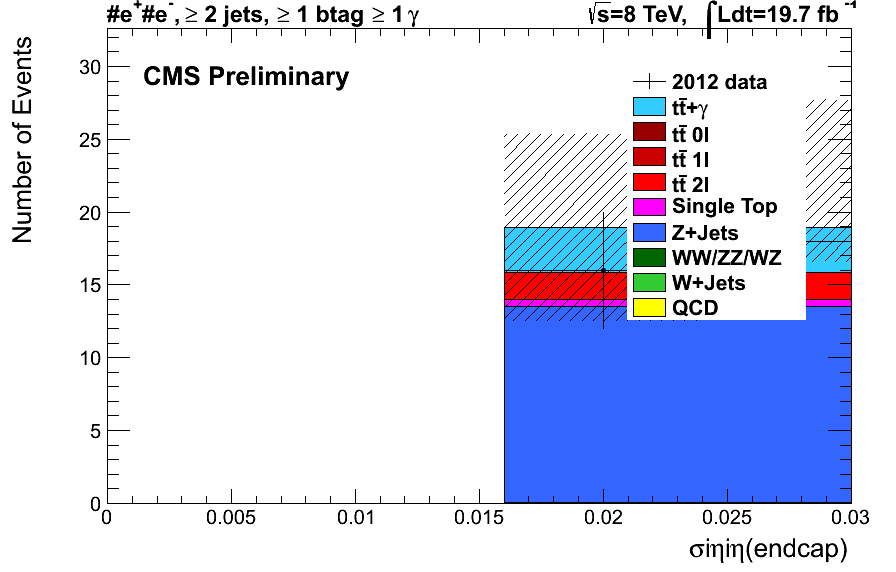 #e⁺#e⁻, ≥ 2 jets, ≥ 1 btag ≥ 1 γ
√s=8 TeV, ∫Ldt=19.7 fb⁻¹
CMS Preliminary
Number of Events
30
25
20
15
10
5
0
2012 data
tt̄+γ
tt̄ 0l
tt̄ 1l
tt̄ 2l
Single Top
Z+Jets
WW/ZZ/WZ
W+Jets
QCD
0 0.005 0.01 0.015 0.02 0.025 0.03
σiηiη(endcap)